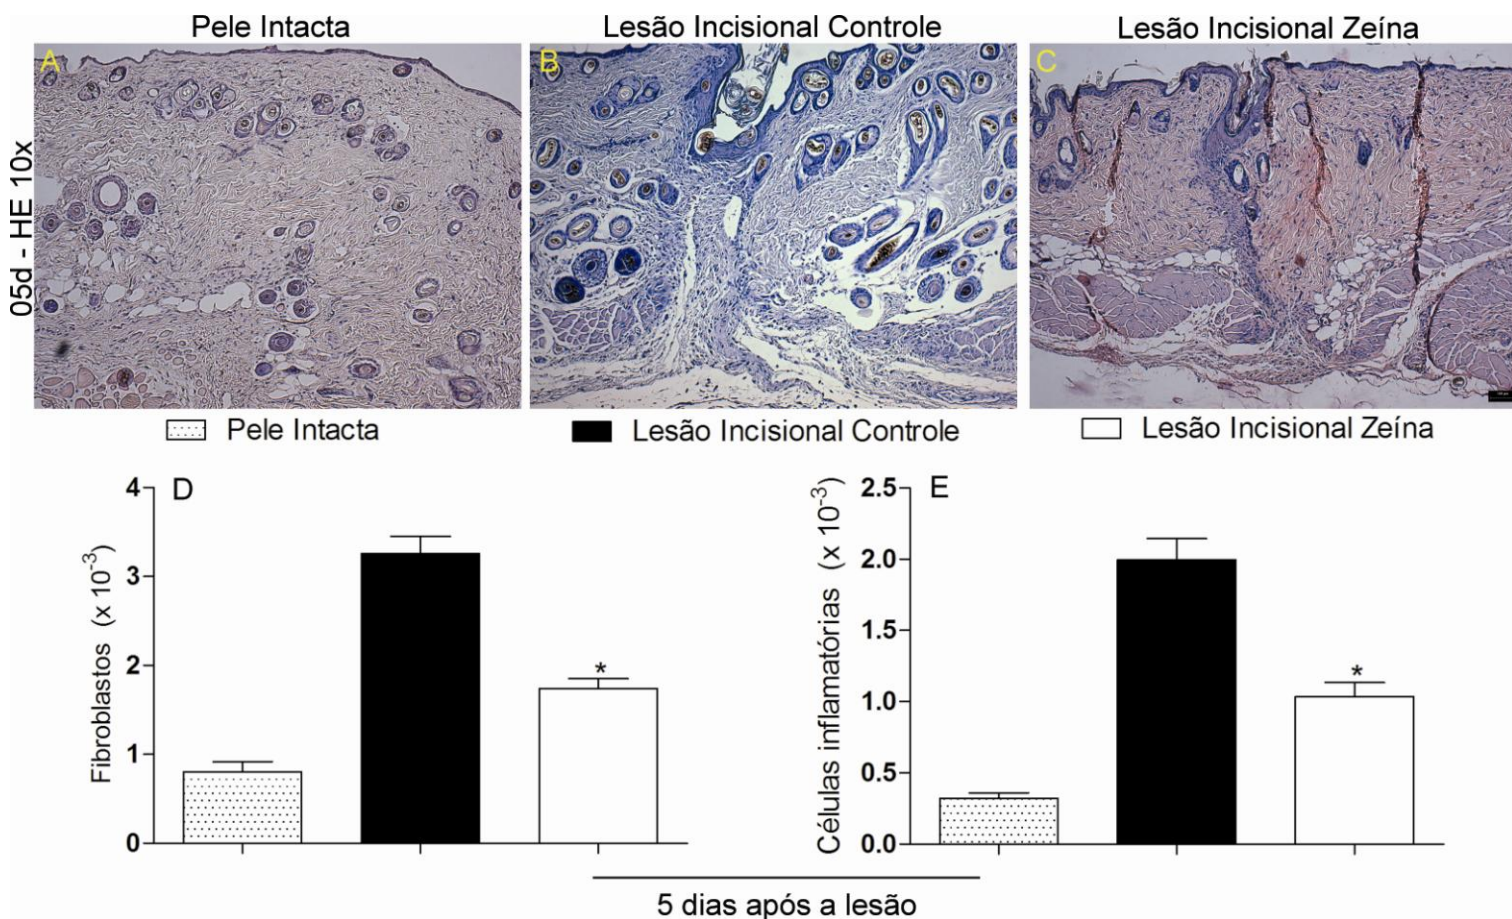 Pele Intacta
Lesão Incisional Controle
Lesão Incisional Zeína
05d - HE 10x
A
B
C
Pele Intacta
Lesão Incisional Controle
Lesão Incisional Zeína
D
Fibroblastos (x 10⁻³)
4
3
2
1
0
*
E
Células inflamatórias (x 10⁻³)
2.5
2.0
1.5
1.0
0.5
0.0
*
5 dias após a lesão